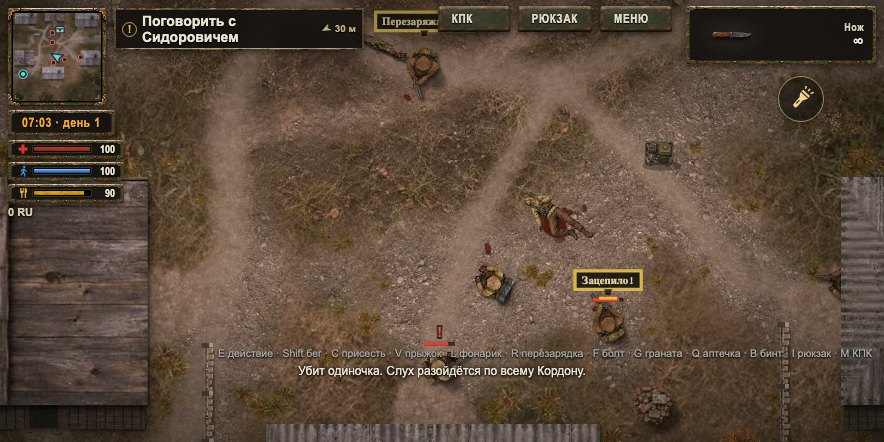 Поговорить с
Сидоровичем
30 м
КПК
РЮКЗАК
МЕНЮ
Нож
∞
07:03 · день 1
100
100
90
0 RU
Зацепило!
!
E действие · Shift бег · C присесть · V прыжок · L фонарик · R перезарядка · F болт · G граната · Q аптечка · B бинт · I рюкзак · M КПК
Убит одиночка. Слух разойдётся по всему Кордону.